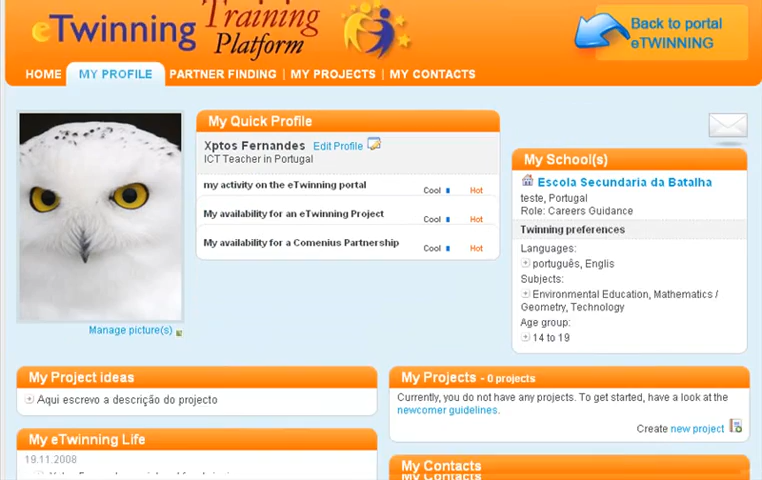 eTwinning
Training
Platform
Back to portal
eTWINNING
HOME
MY PROFILE
PARTNER FINDING | MY PROJECTS | MY CONTACTS
My Quick Profile
Xptos Fernandes Edit Profile
ICT Teacher in Portugal
my activity on the eTwinning portal Cool Hot
My availability for an eTwinning Project Cool Hot
My availability for a Comenius Partnership Cool Hot
Manage picture(s)
My School(s)
Escola Secundaria da Batalha
teste, Portugal
Role: Careers Guidance
Twinning preferences
Languages:
português, Englis
Subjects:
Environmental Education, Mathematics /
Geometry, Technology
Age group:
14 to 19
My Project ideas
Aqui escrevo a descrição do projecto
My eTwinning Life
19.11.2008
My Projects - 0 projects
Currently, you do not have any projects. To get started, have a look at the
newcomer guidelines.
Create new project
My Contacts